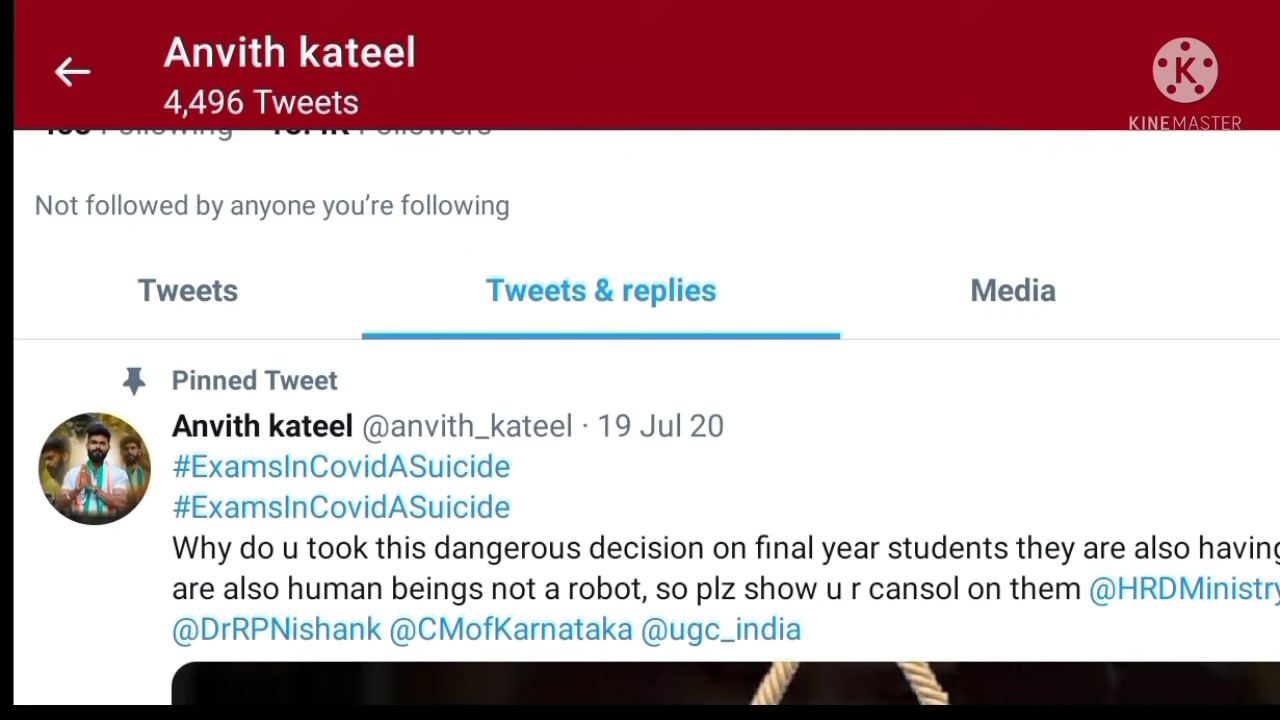 Anvith kateel
4,496 Tweets
KINEMASTER
Following Followers
Not followed by anyone you're following
Tweets Tweets & replies Media
Pinned Tweet
Anvith kateel @anvith_kateel · 19 Jul 20
#ExamsInCovidASuicide
#ExamsInCovidASuicide
Why do u took this dangerous decision on final year students they are also having
are also human beings not a robot, so plz show u r cansol on them @HRDMinistry
@DrRPNishank @CMofKarnataka @ugc_india